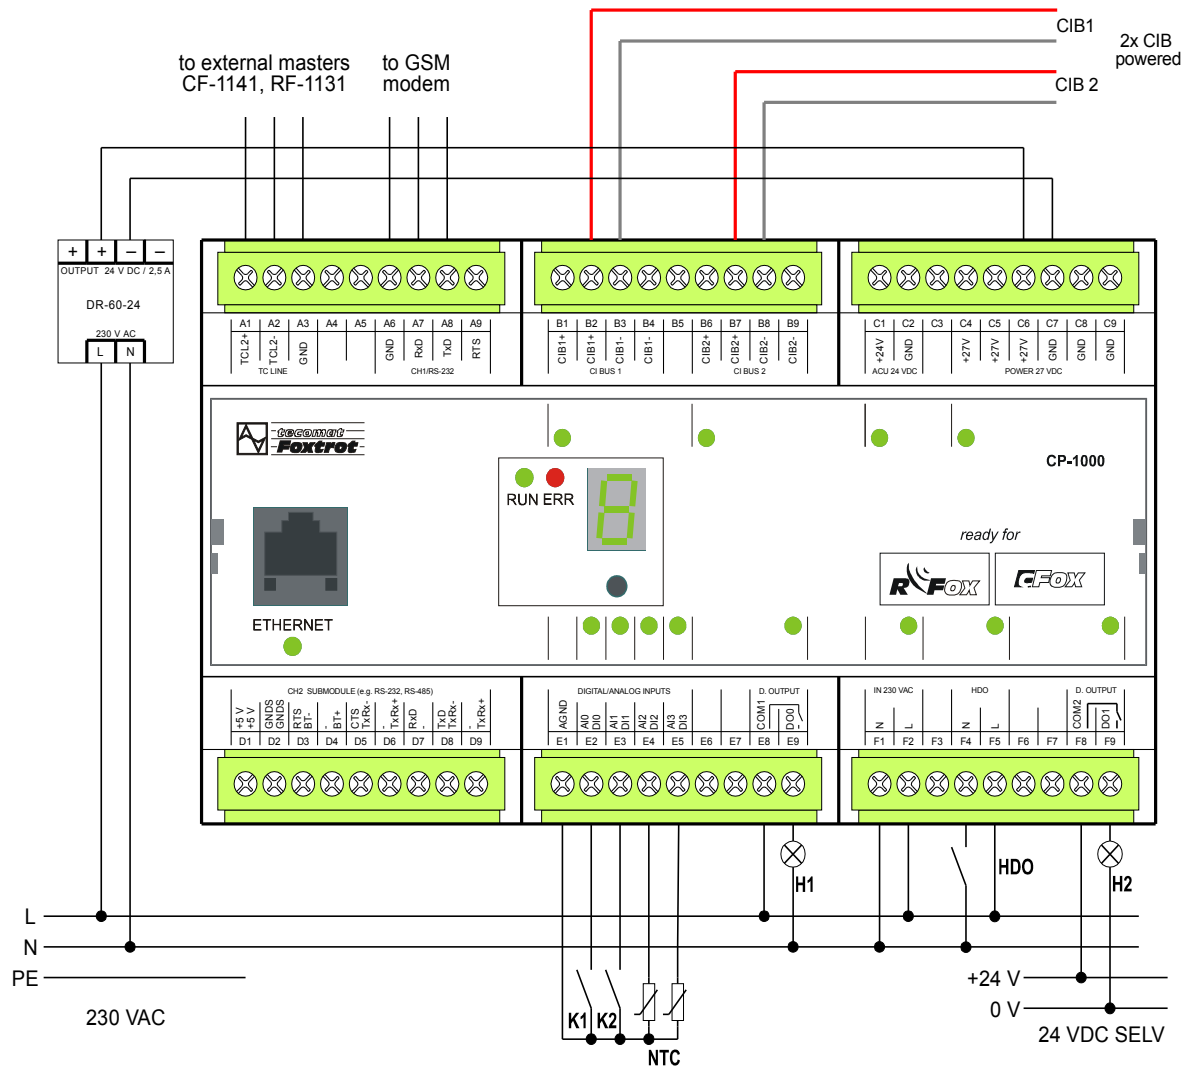 CIB1
2x CIB
powered
CIB 2
to external masters
CF-1141, RF-1131
to GSM
modem
+ + – –
OUTPUT 24 V DC / 2,5 A
DR-60-24
230 V AC
L N
A1 A2 A3 A4 A5 A6 A7 A8 A9
TCL2+ TCL2- GND GND RxD TxD RTS
TC LINE CH1/RS-232
B1 B2 B3 B4 B5 B6 B7 B8 B9
CIB1+ CIB1+ CIB1- CIB1- CIB2+ CIB2+ CIB2- CIB2-
CI BUS 1 CI BUS 2
C1 C2 C3 C4 C5 C6 C7 C8 C9
+24V GND +27V +27V +27V GND GND GND
ACU 24 VDC POWER 27 VDC
tecomat
Foxtrot
CP-1000
RUN ERR
8
ready for
RFox
CFox
ETHERNET
CH2 SUBMODULE (e.g. RS-232, RS-485)
+5 V GNDS RTS - CTS - RxD TxD -
+5 V GNDS BT- BT+ TxRx- TxRx+ - TxRx- TxRx+
D1 D2 D3 D4 D5 D6 D7 D8 D9
DIGITAL/ANALOG INPUTS D. OUTPUT
AGND AI0 AI1 AI2 AI3 COM1 DO0
DI0 DI1 DI2 DI3
E1 E2 E3 E4 E5 E6 E7 E8 E9
IN 230 VAC HDO D. OUTPUT
N L N L COM2 DO1
F1 F2 F3 F4 F5 F6 F7 F8 F9
H1
HDO
H2
L
N
PE
230 VAC
K1 K2
NTC
+24 V
0 V
24 VDC SELV